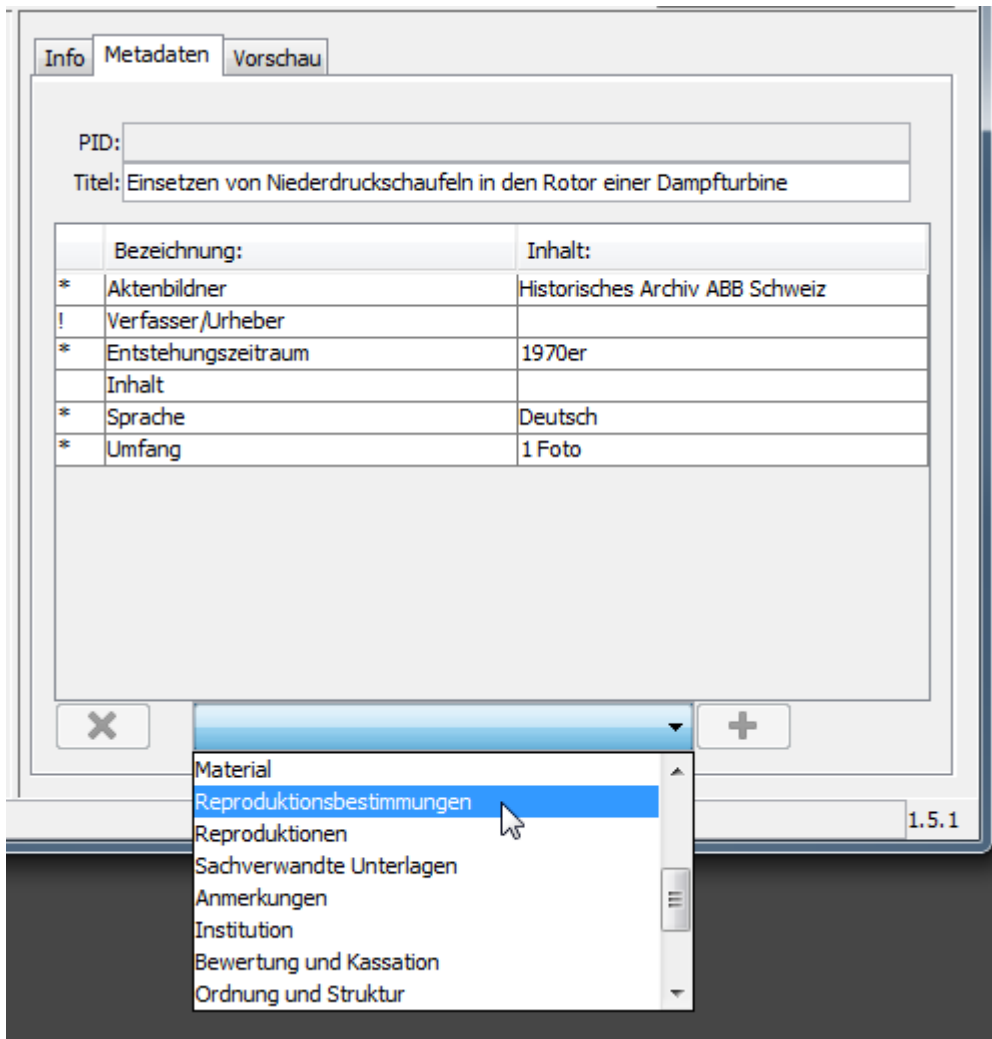 Info Metadaten Vorschau
PID:
Titel: Einsetzen von Niederdruckschaufeln in den Rotor einer Dampfturbine
Bezeichnung: Inhalt:
* Aktenbildner Historisches Archiv ABB Schweiz
! Verfasser/Urheber
* Entstehungszeitraum 1970er
Inhalt
* Sprache Deutsch
* Umfang 1 Foto
Material
Reproduktionsbestimmungen
1.5.1
Reproduktionen
Sachverwandte Unterlagen
Anmerkungen
Institution
Bewertung und Kassation
Ordnung und Struktur